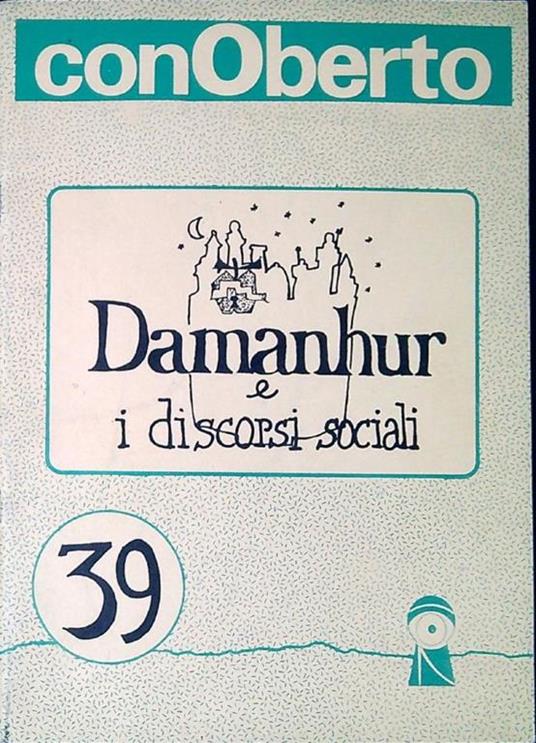 conOberto
Damanhur
e
i discorsi sociali
39